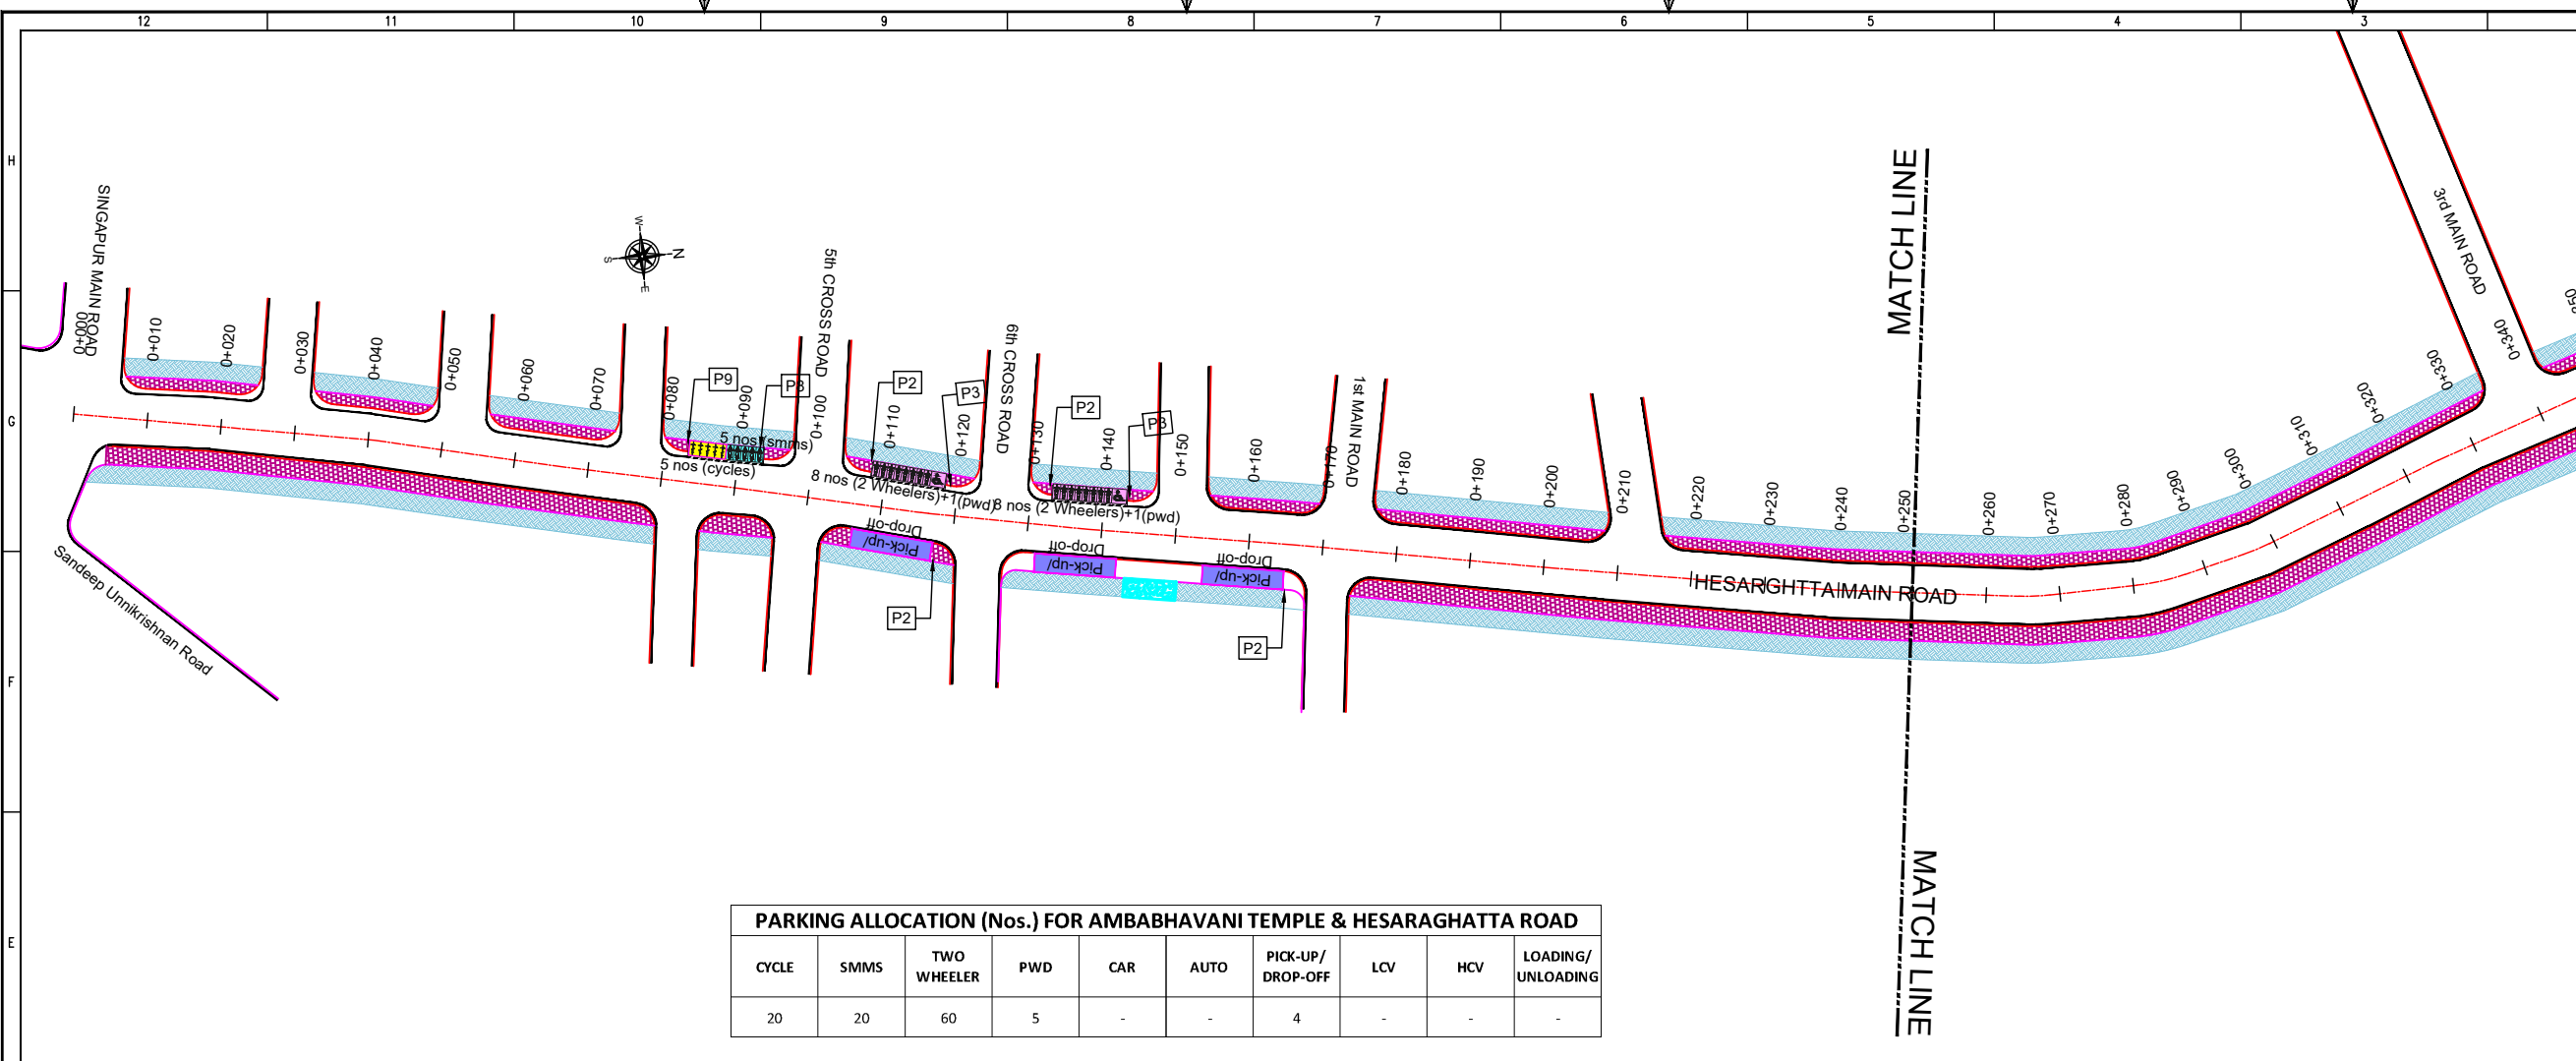 12 11 10 9 8 7 6 5 4 3
H
G
F
E
SINGAPUR MAIN ROAD
0+000
0+010
0+020
0+030
0+040
0+050
0+060
0+070
0+080
0+090
0+100
0+110
0+120
0+130
0+140
0+150
0+160
0+170
0+180
0+190
0+200
0+210
0+220
0+230
0+240
0+250
0+260
0+270
0+280
0+290
0+300
0+310
0+320
0+330
0+340
W
N
S
E
5th CROSS ROAD
6th CROSS ROAD
1st MAIN ROAD
3rd MAIN ROAD
P9
P3
P2
P3
P2
P3
5 nos (smms)
5 nos (cycles)
8 nos (2 Wheelers)+1(pwd)
8 nos (2 Wheelers)+1(pwd)
Pick-up/
Drop-off
Pick-up/
Drop-off
Pick-up/
Drop-off
P2
P2
HESARGHTTA MAIN ROAD
Sandeep Unnikrishnan Road
MATCH LINE
MATCH LINE
PARKING ALLOCATION (Nos.) FOR AMBABHAVANI TEMPLE & HESARAGHATTA ROAD
CYCLE SMMS TWO WHEELER PWD CAR AUTO PICK-UP/ DROP-OFF LCV HCV LOADING/ UNLOADING
20 20 60 5 - - 4 - - -